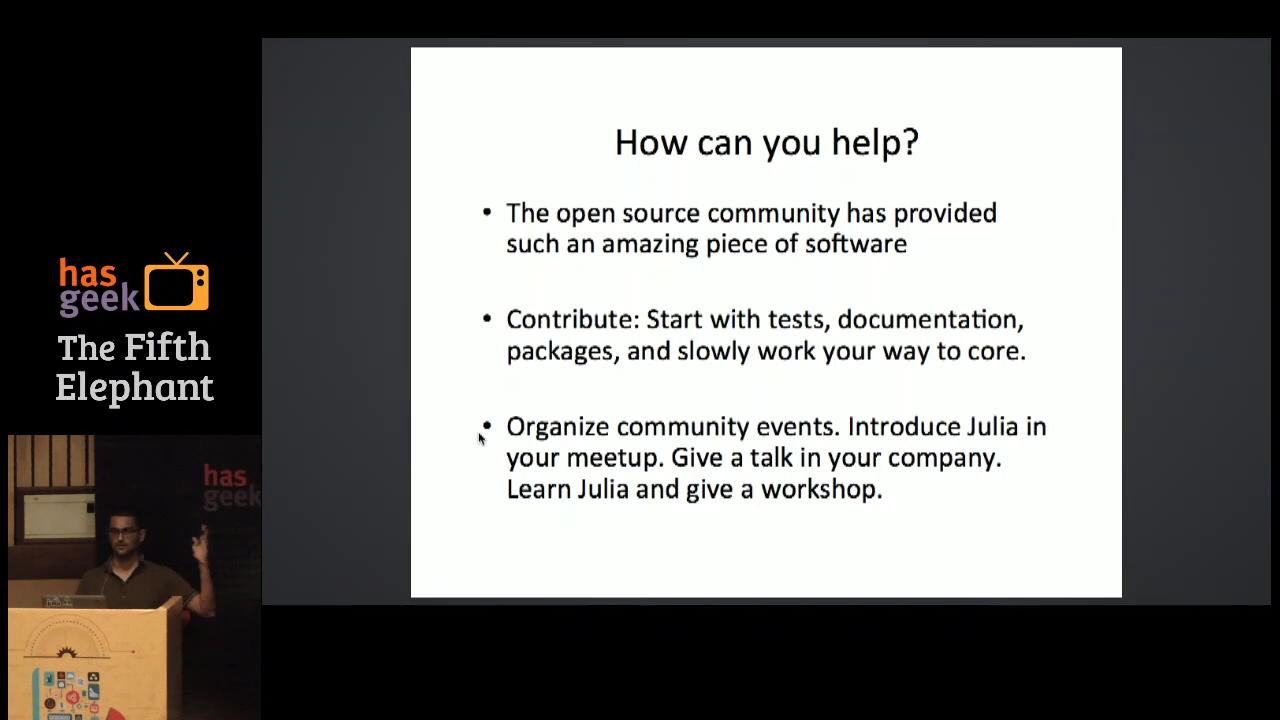 How can you help?
• The open source community has provided
such an amazing piece of software
• Contribute: Start with tests, documentation,
packages, and slowly work your way to core.
• Organize community events. Introduce Julia in
your meetup. Give a talk in your company.
Learn Julia and give a workshop.
has
geek
The Fifth
Elephant
has
geek